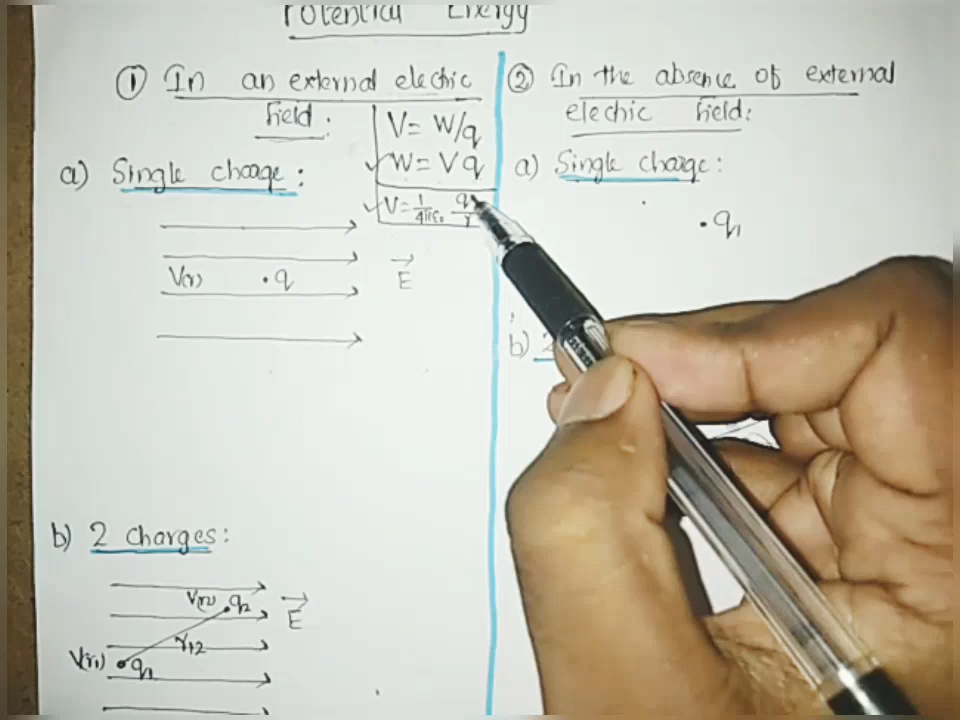 Potential Energy
① In an external electric
field:
V = W/q
W = Vq
V = 1/4πε₀ q/r
a) Single charge:
V(r) . q
E
b) 2 charges:
V(r2) q2
E
r12
V(r1) q1
② In the absence of external
electric field:
a) Single charge:
. q1
b) 2